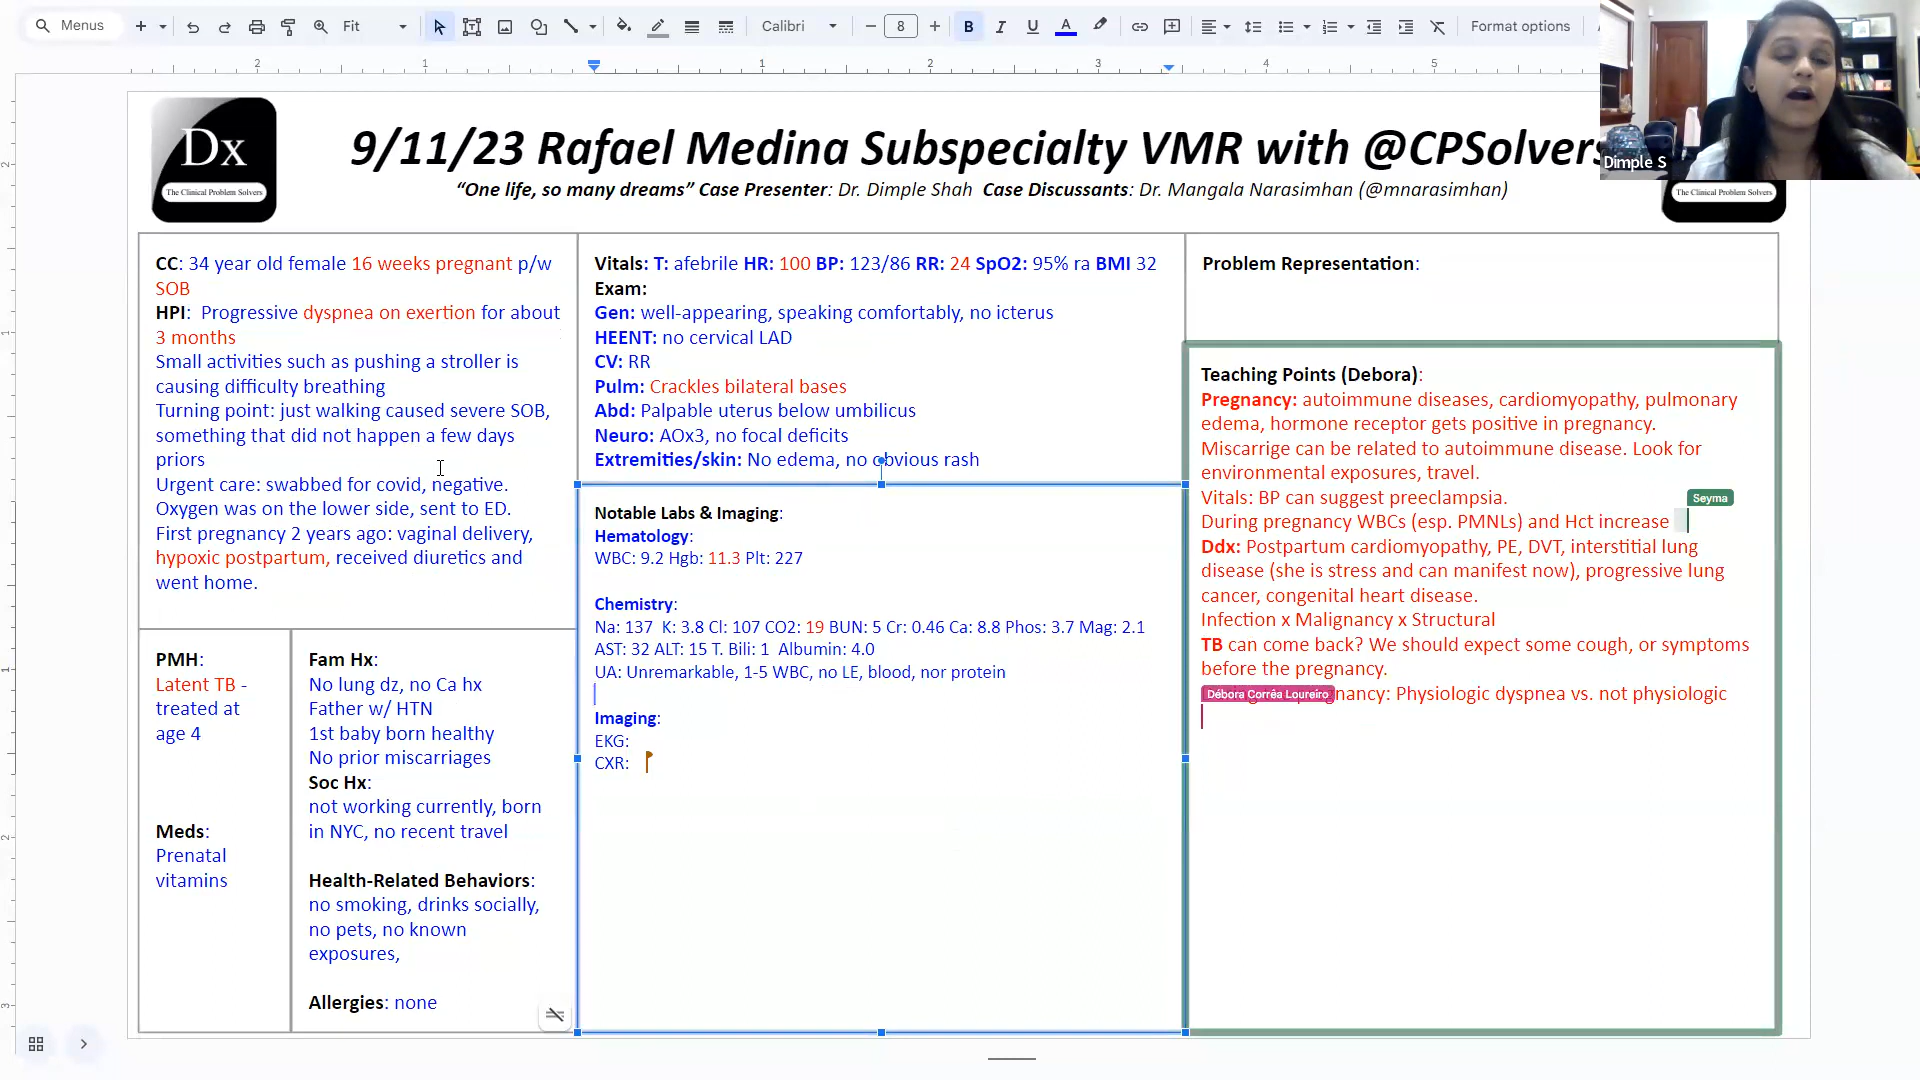 Menus
Fit
Calibri
8
Format options
2
1
1
2
3
4
5
Dx
The Clinical Problem Solvers
9/11/23 Rafael Medina Subspecialty VMR with @CPSolvers
"One life, so many dreams" Case Presenter: Dr. Dimple Shah Case Discussants: Dr. Mangala Narasimhan (@mnarasimhan)
Dimple S
The Clinical Problem Solvers
CC: 34 year old female 16 weeks pregnant p/w
SOB
HPI: Progressive dyspnea on exertion for about
3 months
Small activities such as pushing a stroller is
causing difficulty breathing
Turning point: just walking caused severe SOB,
something that did not happen a few days
priors
Urgent care: swabbed for covid, negative.
Oxygen was on the lower side, sent to ED.
First pregnancy 2 years ago: vaginal delivery,
hypoxic postpartum, received diuretics and
went home.
PMH:
Latent TB -
treated at
age 4
Meds:
Prenatal
vitamins
Fam Hx:
No lung dz, no Ca hx
Father w/ HTN
1st baby born healthy
No prior miscarriages
Soc Hx:
not working currently, born
in NYC, no recent travel
Health-Related Behaviors:
no smoking, drinks socially,
no pets, no known
exposures,
Allergies: none
Vitals: T: afebrile HR: 100 BP: 123/86 RR: 24 SpO2: 95% ra BMI 32
Exam:
Gen: well-appearing, speaking comfortably, no icterus
HEENT: no cervical LAD
CV: RR
Pulm: Crackles bilateral bases
Abd: Palpable uterus below umbilicus
Neuro: AOx3, no focal deficits
Extremities/skin: No edema, no obvious rash
Notable Labs & Imaging:
Hematology:
WBC: 9.2 Hgb: 11.3 Plt: 227
Chemistry:
Na: 137 K: 3.8 Cl: 107 CO2: 19 BUN: 5 Cr: 0.46 Ca: 8.8 Phos: 3.7 Mag: 2.1
AST: 32 ALT: 15 T. Bili: 1 Albumin: 4.0
UA: Unremarkable, 1-5 WBC, no LE, blood, nor protein
Imaging:
EKG:
CXR:
Problem Representation:
Teaching Points (Debora):
Pregnancy: autoimmune diseases, cardiomyopathy, pulmonary
edema, hormone receptor gets positive in pregnancy.
Miscarrige can be related to autoimmune disease. Look for
environmental exposures, travel.
Vitals: BP can suggest preeclampsia.
Seyma
During pregnancy WBCs (esp. PMNLs) and Hct increase
Ddx: Postpartum cardiomyopathy, PE, DVT, interstitial lung
disease (she is stress and can manifest now), progressive lung
cancer, congenital heart disease.
Infection x Malignancy x Structural
TB can come back? We should expect some cough, or symptoms
before the pregnancy.
Débora Corrêa Loureiro
gnancy: Physiologic dyspnea vs. not physiologic
2
1
1
2
3